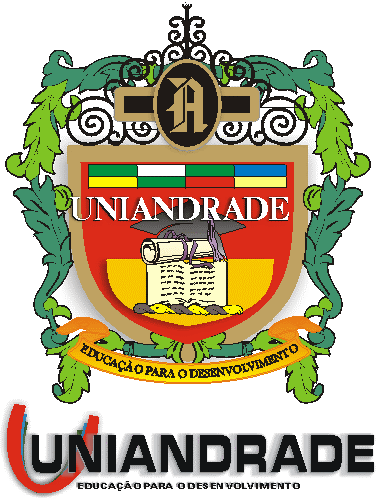 A
UNIANDRADE
EDUCAÇÃO PARA O DESENVOLVIMENTO
UNIANDRADE
EDUCAÇÃO PARA O DESENVOLVIMENTO